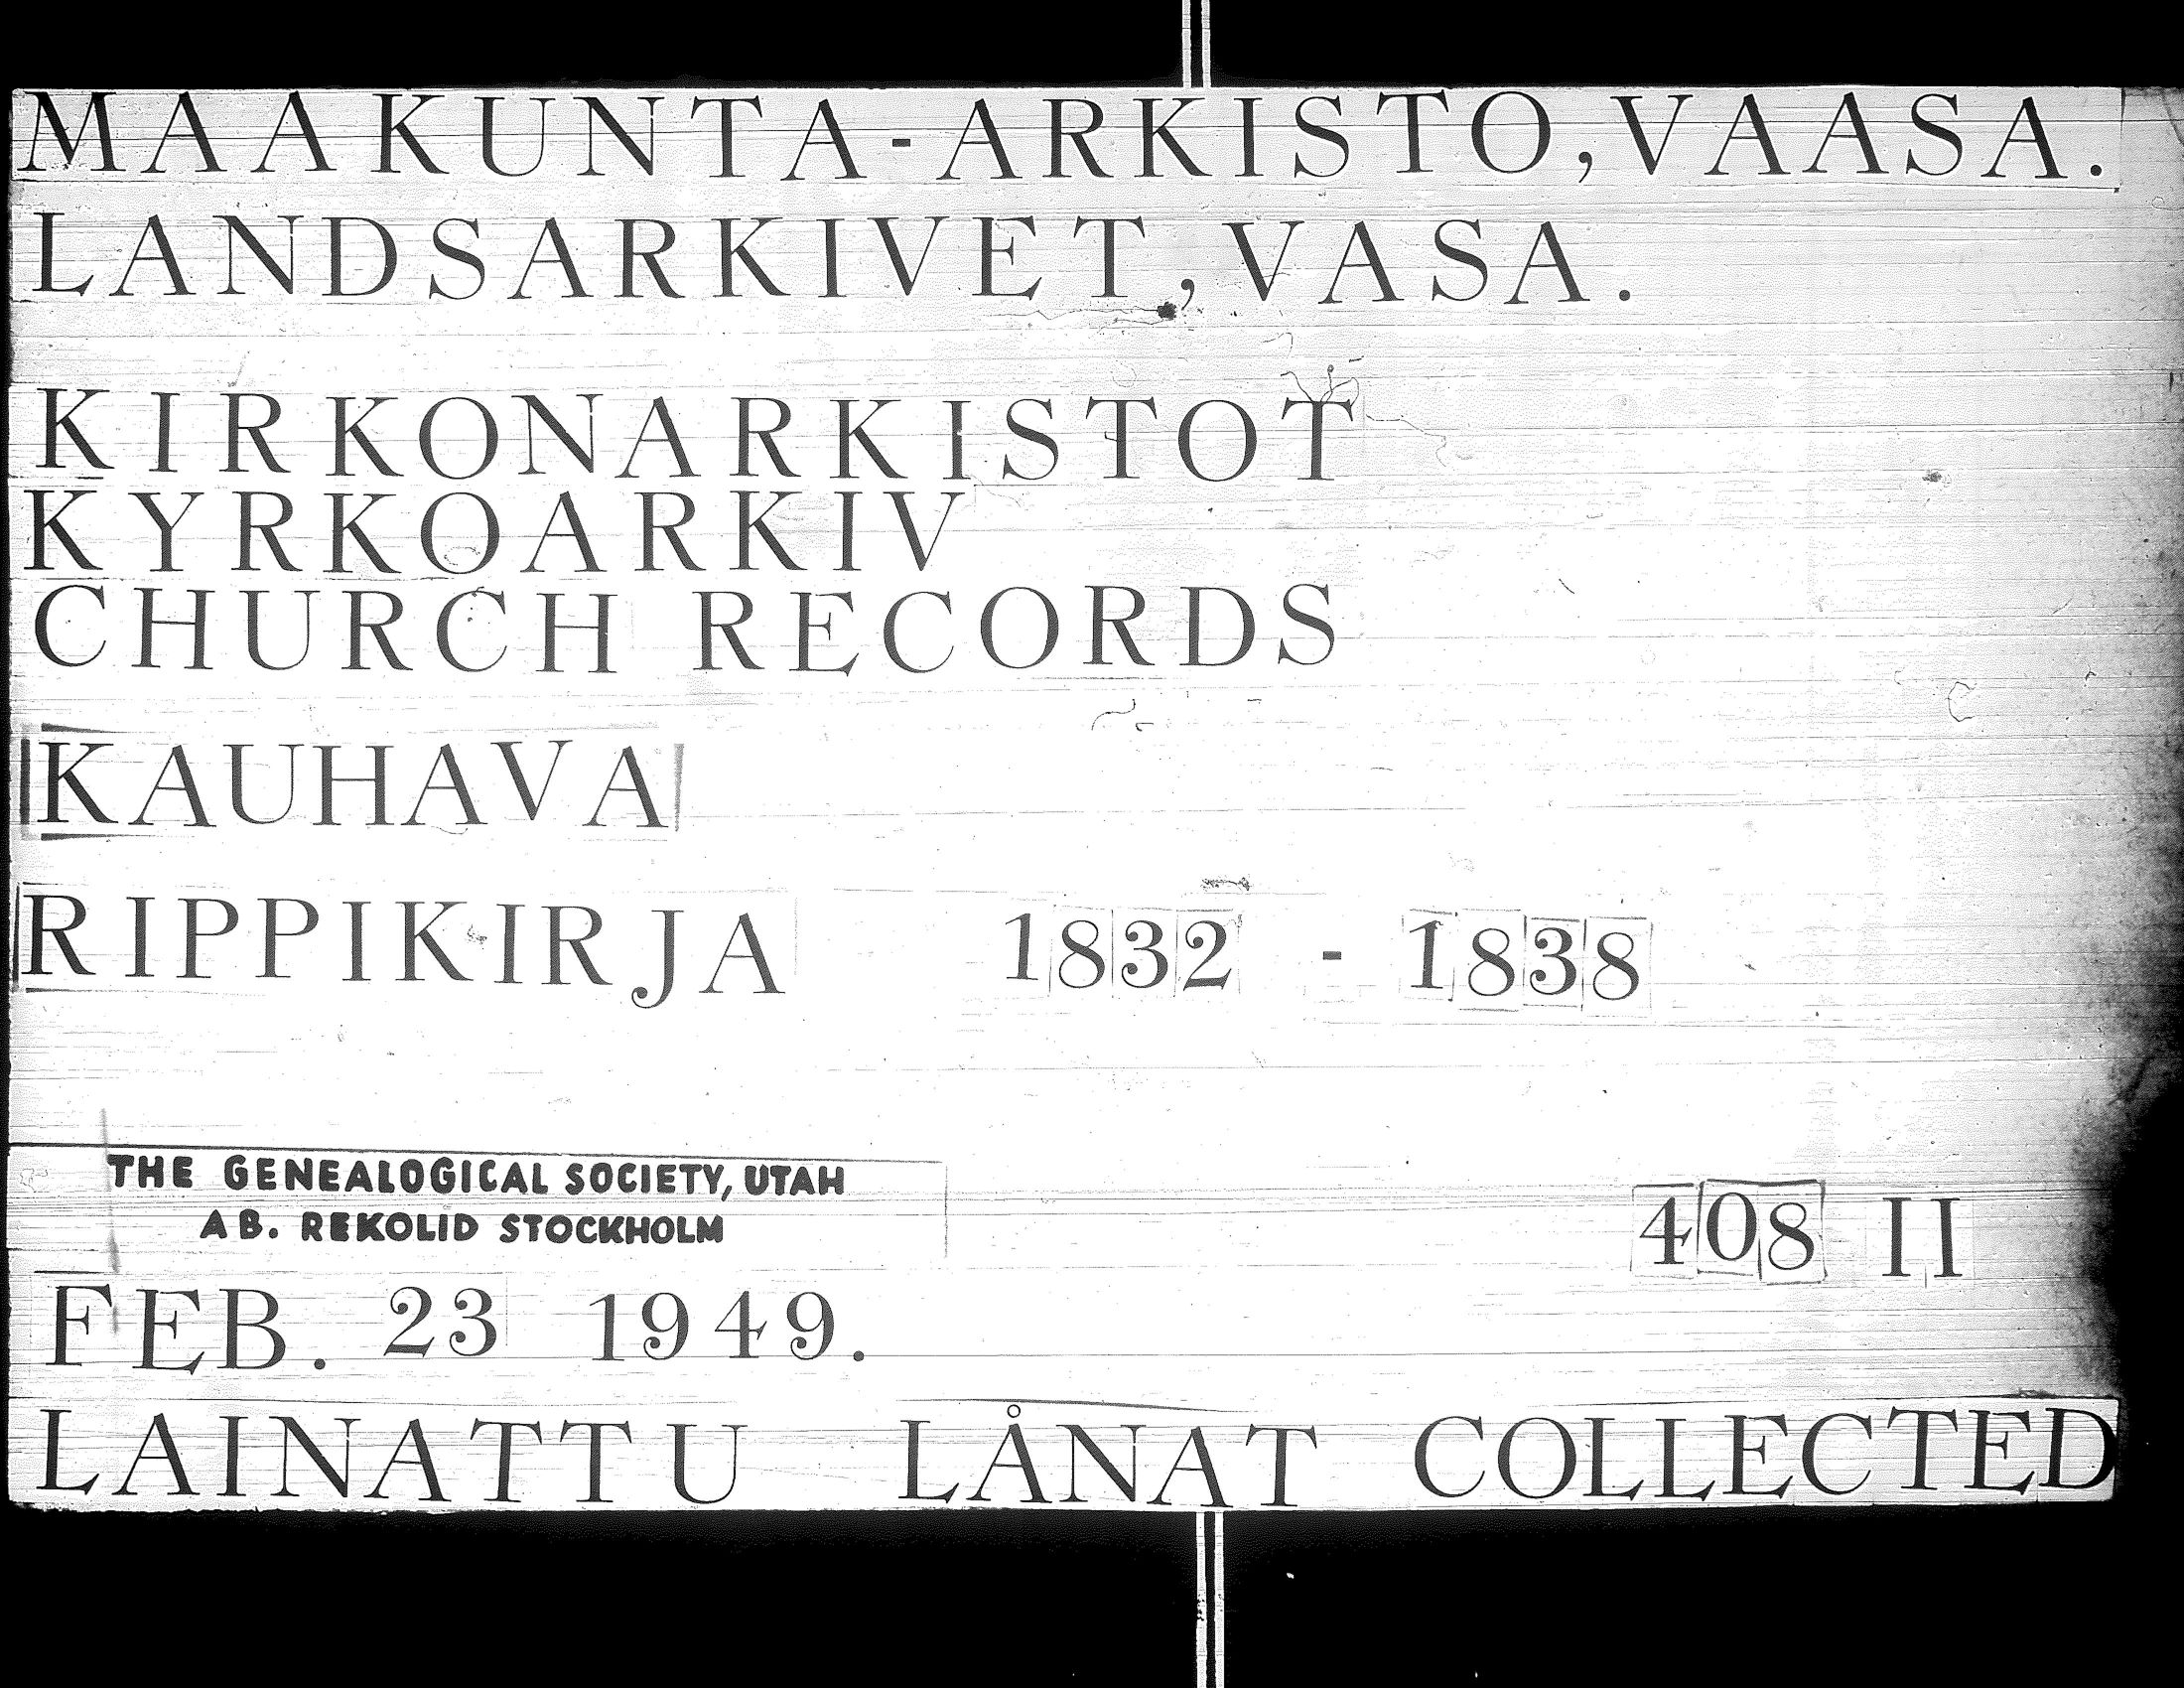 MAAKUNTA-ARKISTO, VAASA.
LANDSARKIVET, VASA.
KIRKONARKISTOT
KYRKOARKIV
CHURCH RECORDS
KAUHAVA
RIPPIKIRJA 1832 - 1838
THE GENEALOGICAL SOCIETY, UTAH
AB. REKOLID STOCKHOLM
408 II
FEB. 23 1949.
LAINATTU LÅNAT COLLECTED